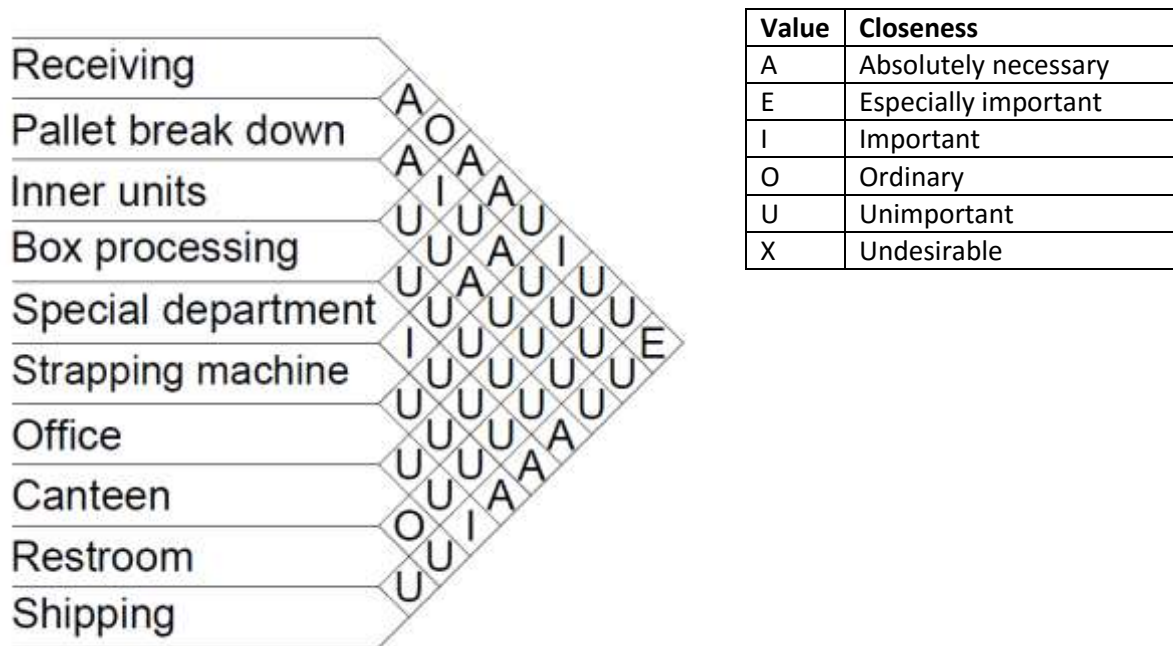 Receiving
A
Pallet break down O
A A
Inner units I A
U U U
Box processing U A I
U A U U
Special department U U U U
I U U U E
Strapping machine U U U U
U U U U
Office U U A
U U A
Canteen U A
O I
Restroom U
U
Shipping
Value Closeness
A Absolutely necessary
E Especially important
I Important
O Ordinary
U Unimportant
X Undesirable